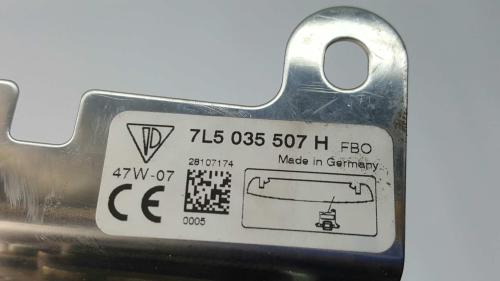 7L5 035 507 H FBO
28107174 Made in Germany
47W-07
CE
0005